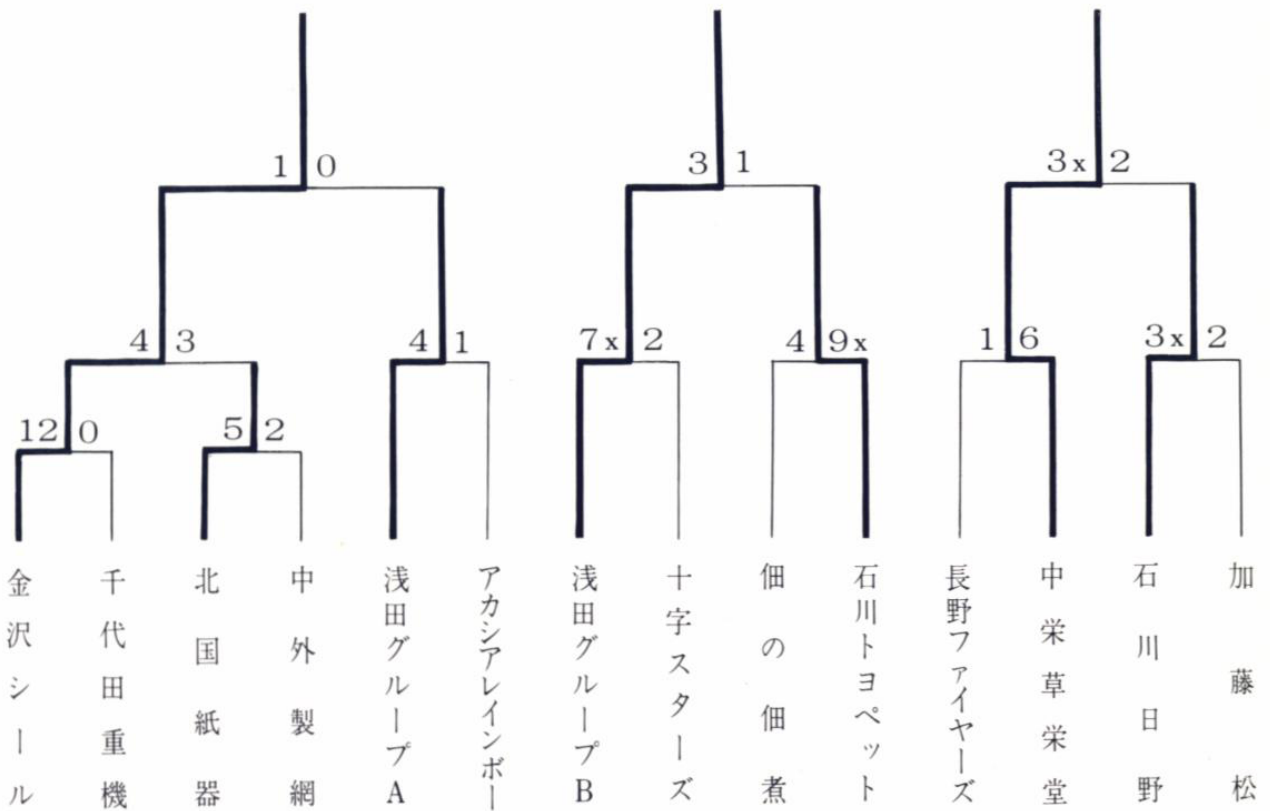 1 0
3 1
3x 2
4 3
4 1
7x 2
4 9x
1 6
3x 2
12 0
5 2
金沢シール
千代田重機
北国紙器
中外製網
浅田グループA
アカシアレインボー
浅田グループB
十字スターズ
佃の佃煮
石川トヨペット
長野ファイヤーズ
中栄草栄堂
石川日野
加藤松